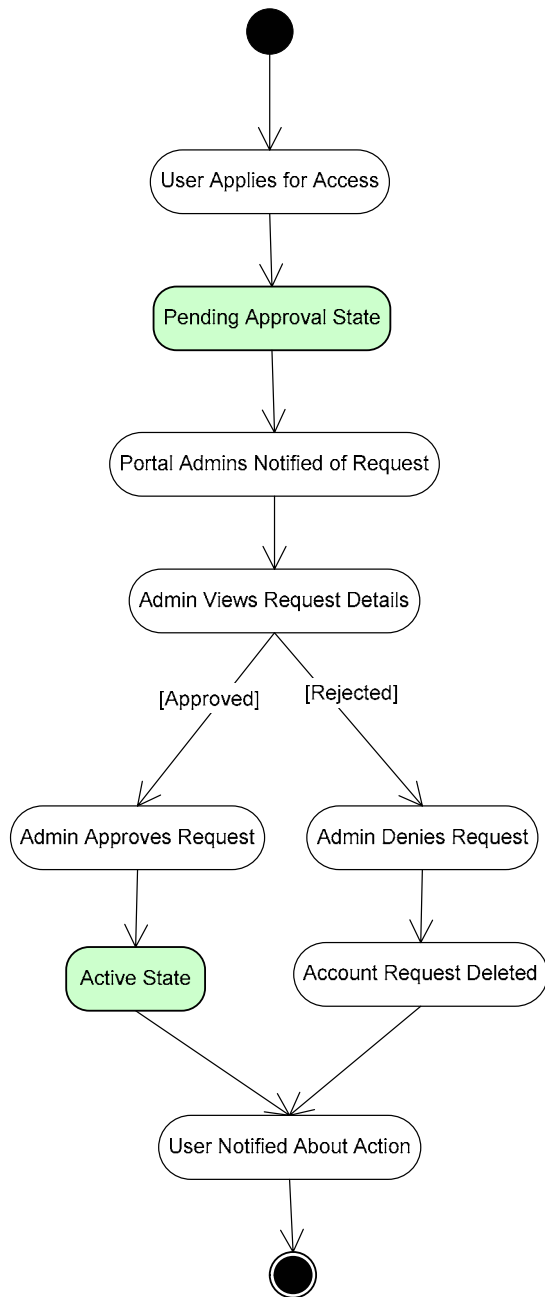 User Applies for Access
Pending Approval State
Portal Admins Notified of Request
Admin Views Request Details
[Approved]
[Rejected]
Admin Approves Request
Admin Denies Request
Active State
Account Request Deleted
User Notified About Action